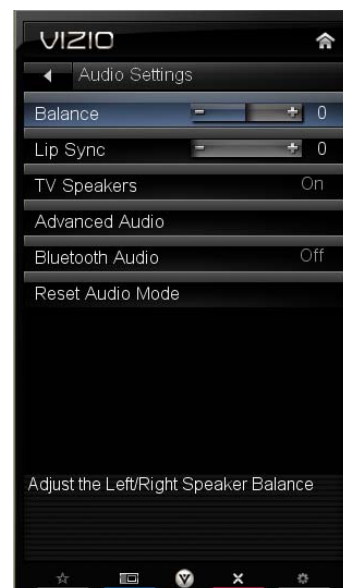 VIZIO
Audio Settings
Balance - + 0
Lip Sync - + 0
TV Speakers On
Advanced Audio
Bluetooth Audio Off
Reset Audio Mode
Adjust the Left/Right Speaker Balance
V